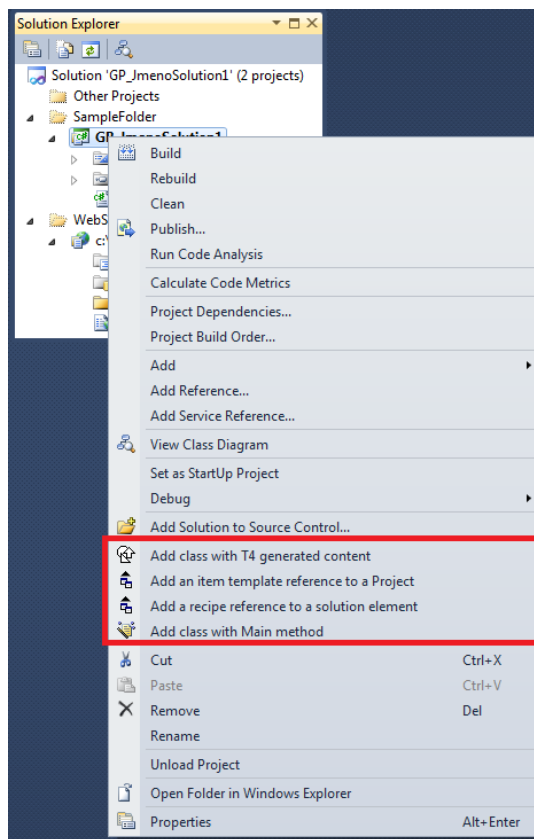 Solution Explorer
Solution 'GP_JmenoSolution1' (2 projects)
Other Projects
SampleFolder
GP_JmenoSolution1
Build
Rebuild
Clean
WebS
Publish...
c:\
Run Code Analysis
Calculate Code Metrics
Project Dependencies...
Project Build Order...
Add
Add Reference...
Add Service Reference...
View Class Diagram
Set as StartUp Project
Debug
Add Solution to Source Control...
Add class with T4 generated content
Add an item template reference to a Project
Add a recipe reference to a solution element
Add class with Main method
Cut Ctrl+X
Paste Ctrl+V
Remove Del
Rename
Unload Project
Open Folder in Windows Explorer
Properties Alt+Enter